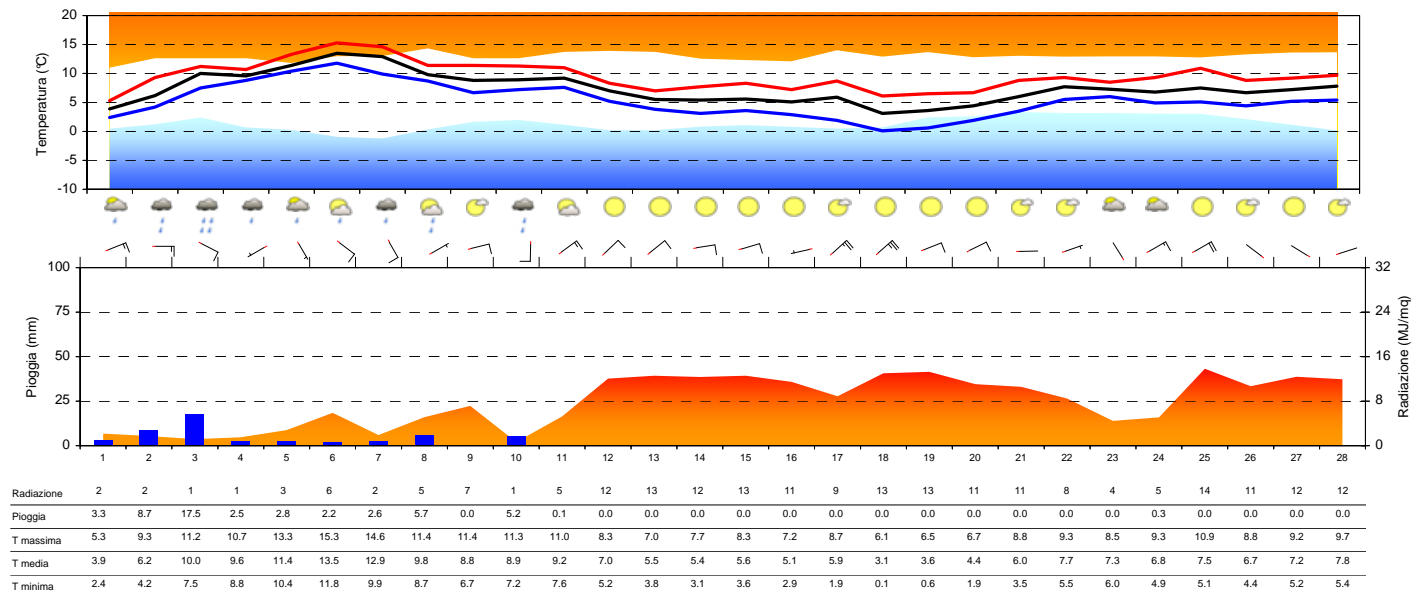 20
15
10
5
0
-5
-10
Temperatura (°C)
100
75
50
25
0
Pioggia (mm)
32
24
16
8
0
Radiazione (MJ/mq)
1 2 3 4 5 6 7 8 9 10 11 12 13 14 15 16 17 18 19 20 21 22 23 24 25 26 27 28
Radiazione 2 2 1 1 3 6 2 5 7 1 5 12 13 12 13 11 9 13 13 11 11 8 4 5 14 11 12 12
Pioggia 3.3 8.7 17.5 2.5 2.8 2.2 2.6 5.7 0.0 5.2 0.1 0.0 0.0 0.0 0.0 0.0 0.0 0.0 0.0 0.0 0.0 0.0 0.0 0.3 0.0 0.0 0.0 0.0
T massima 5.3 9.3 11.2 10.7 13.3 15.3 14.6 11.4 11.4 11.3 11.0 8.3 7.0 7.7 8.3 7.2 8.7 6.1 6.5 6.7 8.8 9.3 8.5 9.3 10.9 8.8 9.2 9.7
T media 3.9 6.2 10.0 9.6 11.4 13.5 12.9 9.8 8.8 8.9 9.2 7.0 5.5 5.4 5.6 5.1 5.9 3.1 3.6 4.4 6.0 7.7 7.3 6.8 7.5 6.7 7.2 7.8
T minima 2.4 4.2 7.5 8.8 10.4 11.8 9.9 8.7 6.7 7.2 7.6 5.2 3.8 3.1 3.6 2.9 1.9 0.1 0.6 1.9 3.5 5.5 6.0 4.9 5.1 4.4 5.2 5.4